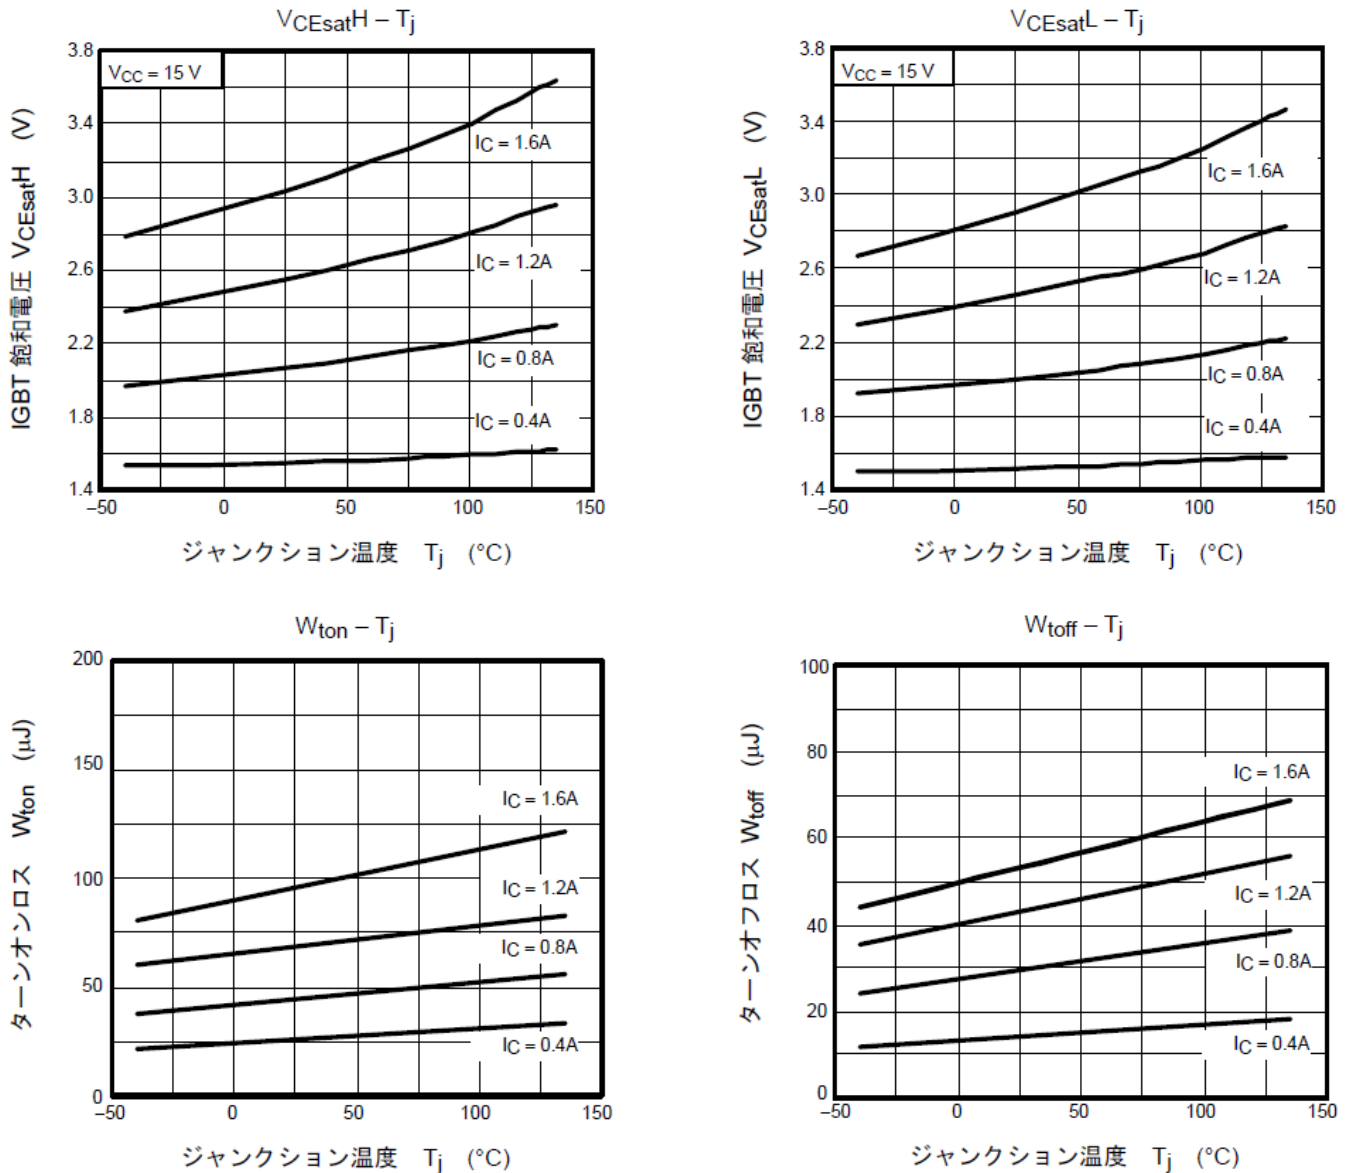 VCEsatH – Tj
VCC = 15 V
IGBT 飽和電圧 VCEsatH (V)
3.8
3.4
3.0
2.6
2.2
1.8
1.4
IC = 1.6A
IC = 1.2A
IC = 0.8A
IC = 0.4A
–50 0 50 100 150
ジャンクション温度 Tj (°C)
VCEsatL – Tj
VCC = 15 V
IGBT 飽和電圧 VCEsatL (V)
3.8
3.4
3.0
2.6
2.2
1.8
1.4
IC = 1.6A
IC = 1.2A
IC = 0.8A
IC = 0.4A
–50 0 50 100 150
ジャンクション温度 Tj (°C)
Wton – Tj
ターンオンロス Wton (μJ)
200
150
100
50
0
IC = 1.6A
IC = 1.2A
IC = 0.8A
IC = 0.4A
–50 0 50 100 150
ジャンクション温度 Tj (°C)
Wtoff – Tj
ターンオフロス Wtoff (μJ)
100
80
60
40
20
0
IC = 1.6A
IC = 1.2A
IC = 0.8A
IC = 0.4A
–50 0 50 100 150
ジャンクション温度 Tj (°C)